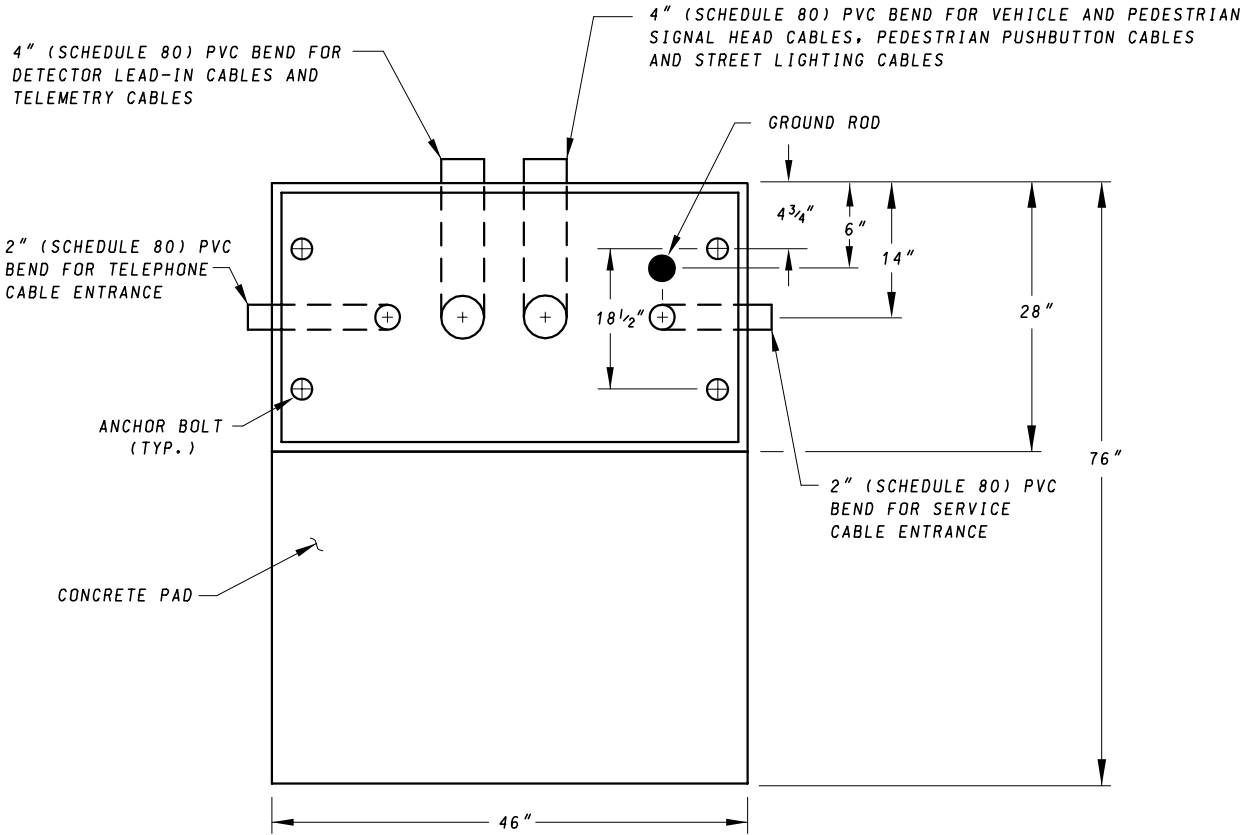 4" (SCHEDULE 80) PVC BEND FOR VEHICLE AND PEDESTRIAN
SIGNAL HEAD CABLES, PEDESTRIAN PUSHBUTTON CABLES
AND STREET LIGHTING CABLES
4" (SCHEDULE 80) PVC BEND FOR
DETECTOR LEAD-IN CABLES AND
TELEMETRY CABLES
GROUND ROD
4 3/4"
6"
14"
2" (SCHEDULE 80) PVC
BEND FOR TELEPHONE
CABLE ENTRANCE
18 1/2"
28"
ANCHOR BOLT
(TYP.)
76"
2" (SCHEDULE 80) PVC
BEND FOR SERVICE
CABLE ENTRANCE
CONCRETE PAD
46"